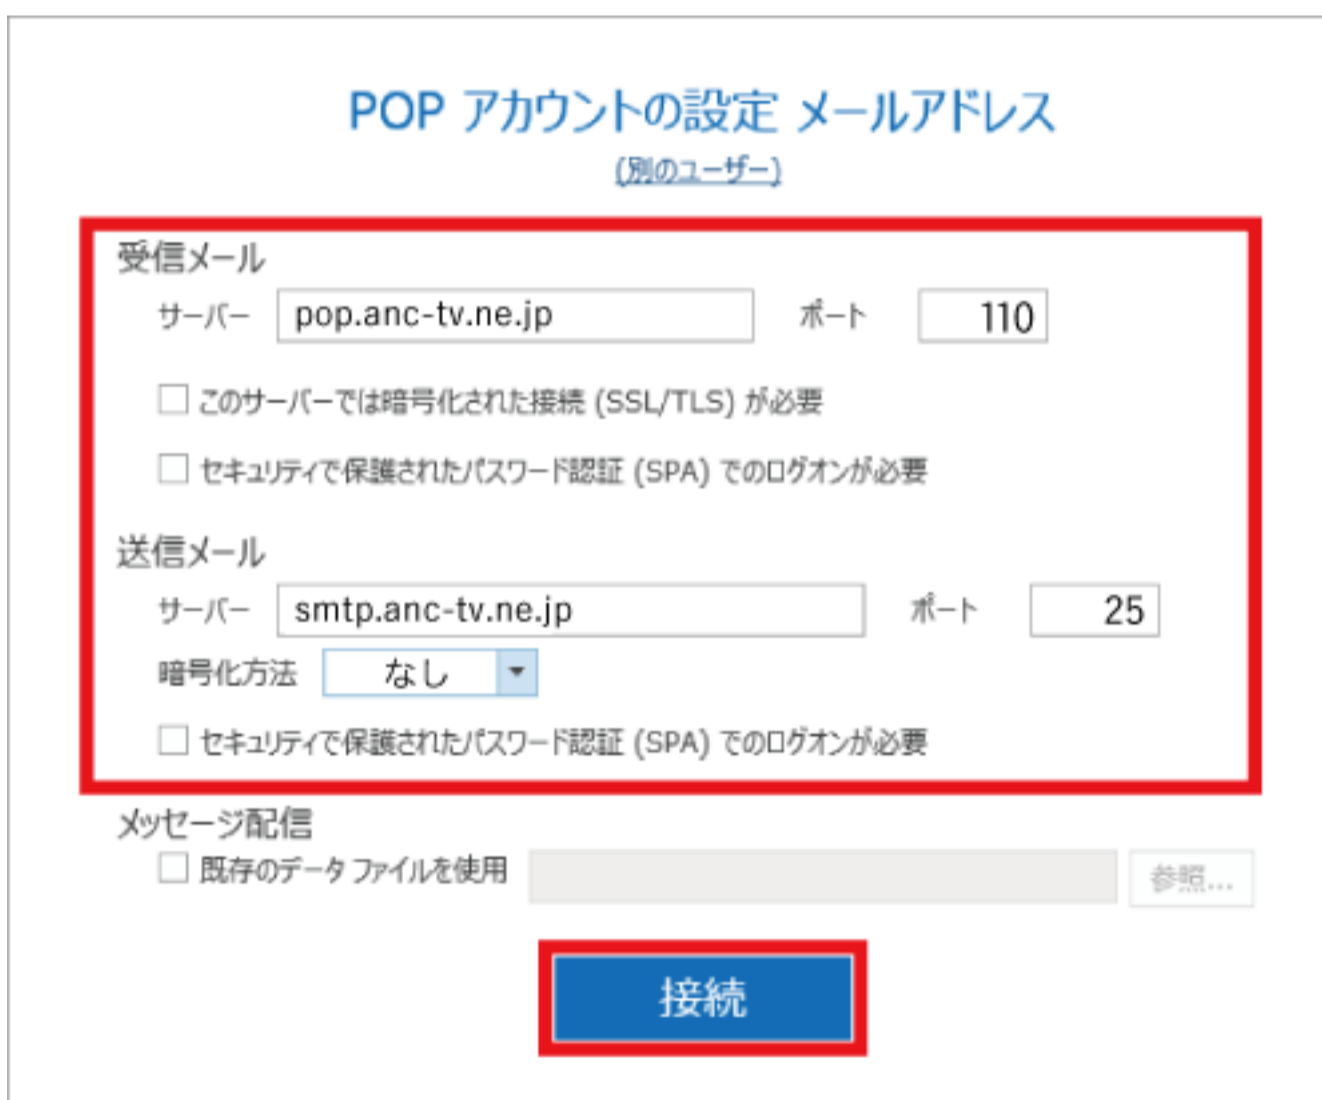 POP アカウントの設定 メールアドレス
(別のユーザー)
受信メール
サーバー pop.anc-tv.ne.jp ポート 110
このサーバーでは暗号化された接続 (SSL/TLS) が必要
セキュリティで保護されたパスワード認証 (SPA) でのログオンが必要
送信メール
サーバー smtp.anc-tv.ne.jp ポート 25
暗号化方法 なし
セキュリティで保護されたパスワード認証 (SPA) でのログオンが必要
メッセージ配信
既存のデータ ファイルを使用 参照...
接続